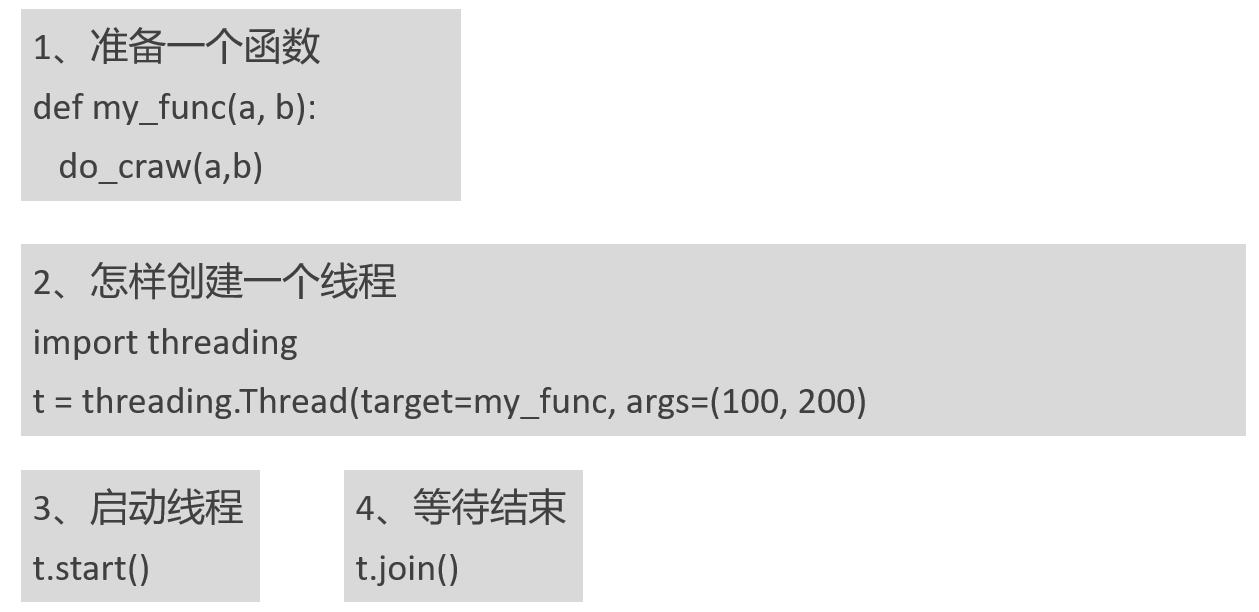 1、准备一个函数
def my_func(a, b):
do_craw(a,b)
2、怎样创建一个线程
import threading
t = threading.Thread(target=my_func, args=(100, 200)
3、启动线程
t.start()
4、等待结束
t.join()